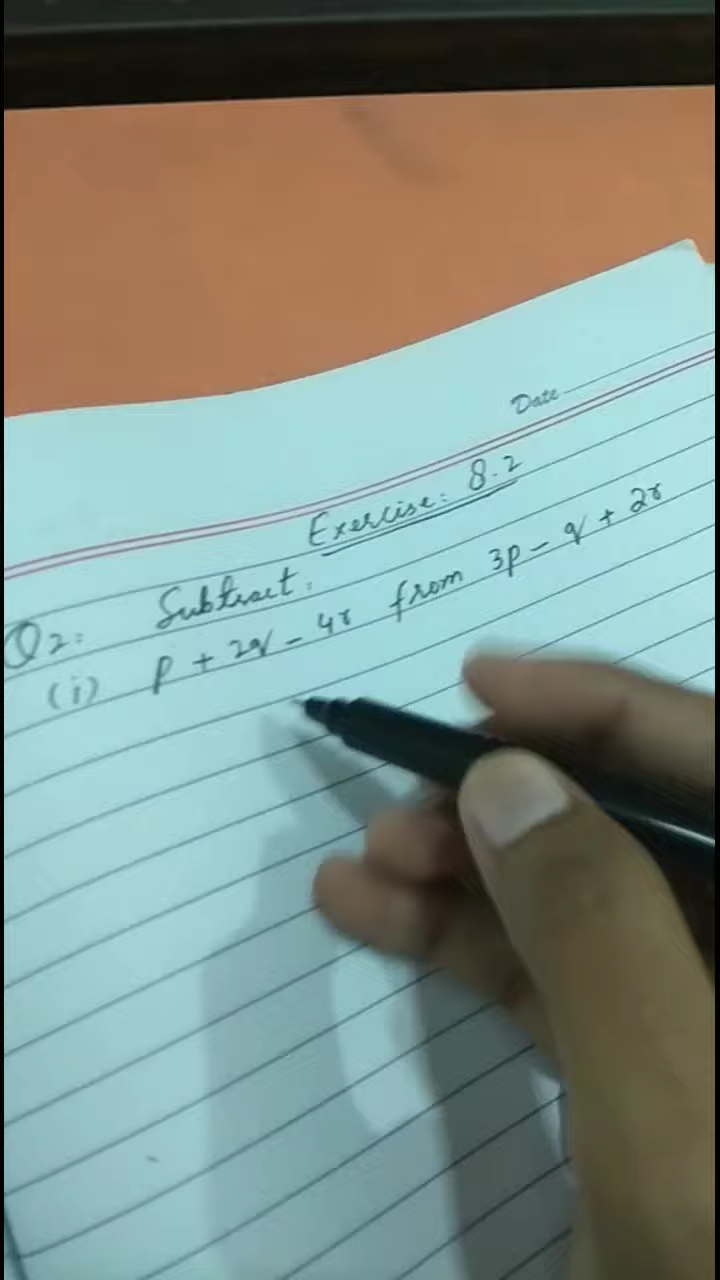 Date
Exercise: 8.2
Q2: Subtract:
(i) p + 2q - 4r from 3p - q + 2r